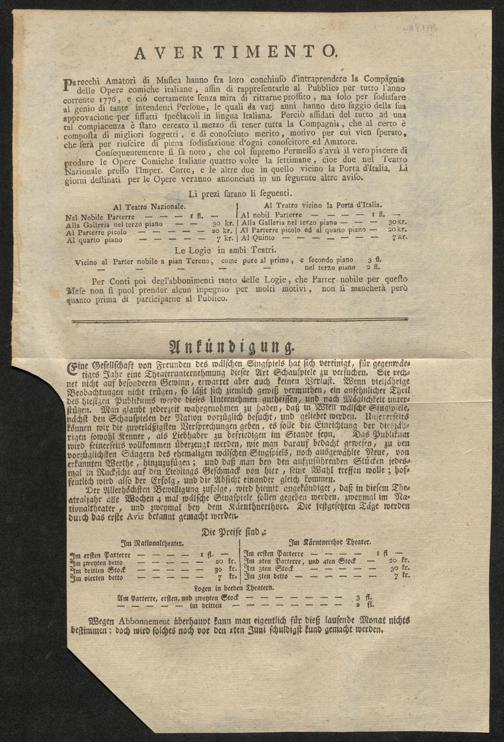 AVERTIMENTO.
Parecchi Amatori di Musica hanno fra loro conchiuso d'intraprendere la Compagnia
delle Opere comiche italiane, affin di rappresentarle al Pubblico per tutto l'anno
corrente 1776, e ciò certamente senza mira di rittarne profitto, ma solo per sodisfare
al genio di tante intendenti Persone, le quali da varj anni hanno dato saggio della sua
approvazione per siffatti spectacoli in lingua Italiana. Perciò affidati del tutto ad una
tal compiacenza è stato cercato il mezzo di tener tutta la Compagnia, che al certo è
composta di migliori soggetti, e di conosciuto merito, motivo per cui vien sperato,
che serà per riuscire di piena sodisfazione d'ogni conoscitore ed Amatore.
Consequentemente si fà noto, che col supremo Permesso s'avrà il vero piacere di
produre le Opere Comiche Italiane quattro volte la settimane, cioe due nel Teatro
Nazionale presso l'Imper. Corte, e le altre due in quello vicino la Porta d'Italia. Li
giorni destinati per le Opere veranno annonciati in un seguente altro aviso.
Li prezi sarano li seguenti.
Al Teatro Nazionale. Al Teatro vicino la Porta d'Italia.
Nel Nobile Parterre — — — 1 fl. — Al nobil Parterre — — — — 1 fl. —
Alla Galleria nel terzo piano — — — 30 kr. Alla Galleria nel terzo piano — — — 30 kr.
Al Parterre picolo — — — — 20 kr. Al Parterre picolo ed al quarto piano — 20 kr.
Al quarto piano — — — — 7 kr. Al Quinto — — — — — 7 kr.
Le Logie in ambi Teatri.
Vicino al Parter nobile a pian Tereno, come pure al primo, e secondo piano 3 fl.
— — — — — — — nel terzo piano 2 fl.
Per Conti poi degl'abbonimenti tanto delle Logie, che Parter nobile per questo
Mese non si puol prender alcun impegnio per molti motivi, non si mancherà però
quanto prima di participarne al Publico.
Ankündigung.
Eine Gesellschaft von Freunden des wälschen Singspiels hat sich vereinigt, für gegenwär-
tiges Jahr eine Theaterunternehmung dieser Art Schauspiele zu versuchen. Sie rech-
net nicht auf besonderen Gewinn, erwartet aber auch keinen Verlust. Wenn vieljährige
Beobachtungen nicht trügen, so läßt sich ziemlich gewiß vermuthen, ein ansehnlicher Theil
des hiesigen Publikums werde dieses Unternehmen gutheissen, und nach Möglichkeit unter-
stützen. Man glaubt jederzeit wahrgenohmen zu haben, daß in Wien wälsche Singspiele,
nächst den Schauspielen der Nation vorzüglich besucht, und geliebet werden. Unsererseits
können wir die zuverläßigsten Versprechungen geben, es solle die Einrichtung der diesjäh-
rigen sowohl Kenner, als Liebhaber zu befriedigen im Stande seyn. Das Publikum
wird seinerseits vollkommen überzeugt werden, wie man darauf bedacht gewesen, zu den
vorzüglichsten Sängern des ehemaligen wälschen Singspiels, noch ausgewählte Neue, von
erkannten Werthe, hinzuzufügen; und daß man bey den aufzuführenden Stücken jedes-
mal in Rücksicht auf den Lieblings Geschmack von hier, seine Wahl treffen wolle; hof-
fentlich wird also der Erfolg, und die Absicht einander gleich kommen.
Der Allerhöchsten Bewilligung zufolge, wird hiemit angekündiget, daß in diesem The-
atraljahr alle Wochen 4 mal wälsche Singspiele sollen gegeben werden, zweymal im Na-
tionaltheater, und zweymal bey dem Kärnthnerthore. Die festgesetzten Täge werden
durch das erste Avis bekannt gemacht werden.
Die Preise sind:
Im Nationaltheater. Im Kärntnerthor Theater.
Im ersten Parterre — — — 1 fl. — Im ersten Parterre — — — — 1 fl —
Im zweyten detto — — — — 20 kr. Im 2ten Parterre, und 4ten Stock — 20 kr.
Im dritten Stock — — — — 30 kr. Im 3ten Stock — — — — 30 kr.
Im vierten detto — — — — 7 kr. Im 5ten detto — — — — 7 kr.
Logen in beeden Theatern.
Am Parterre, ersten, und zweyten Stock — — — — — — 3 fl.
— — — im dritten — — — — — — 2 fl.
Wegen Abbonnement überhaupt kann man eigentlich für dieß laufende Monat nichts
bestimmen: doch wird solches noch vor den 1ten Juni schuldigst kund gemacht werden.